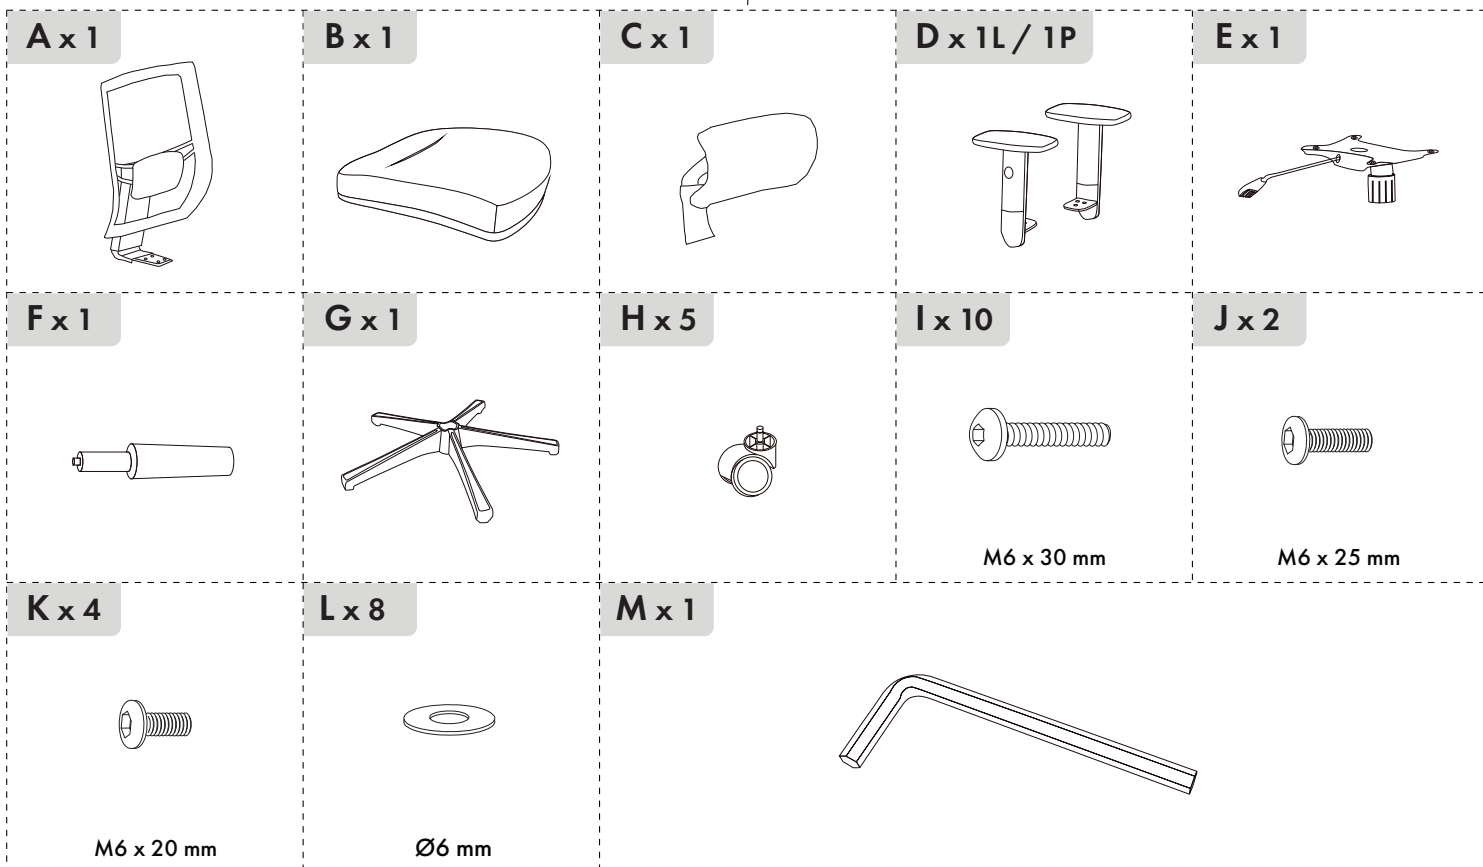 A x 1
B x 1
C x 1
D x 1L / 1P
E x 1
F x 1
G x 1
H x 5
I x 10
J x 2
M6 x 30 mm
M6 x 25 mm
K x 4
L x 8
M x 1
M6 x 20 mm
Ø6 mm